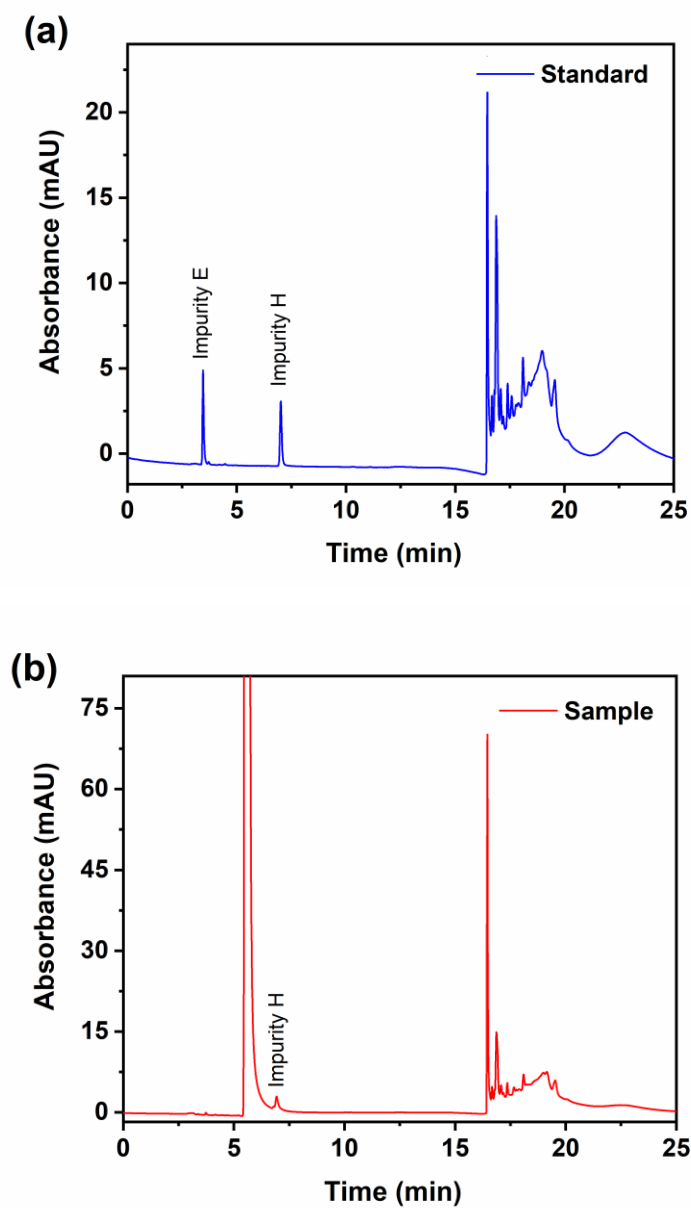 (a)
Standard
Absorbance (mAU)
20
15
10
5
0
Impurity E
Impurity H
0 5 10 15 20 25
Time (min)
(b)
Sample
Absorbance (mAU)
75
60
45
30
15
0
Impurity H
0 5 10 15 20 25
Time (min)